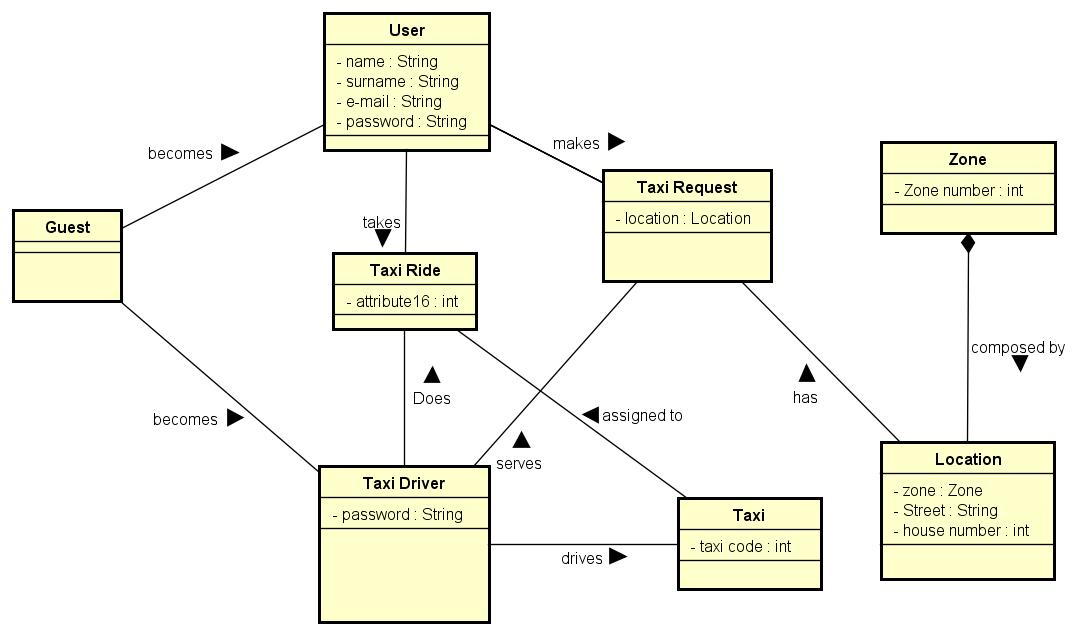 User
- name : String
- surname : String
- e-mail : String
- password : String
becomes
makes
Zone
- Zone number : int
Taxi Request
- location : Location
Guest
takes
Taxi Ride
- attribute16 : int
composed by
Does
has
becomes
assigned to
serves
Location
- zone : Zone
- Street : String
- house number : int
Taxi Driver
- password : String
Taxi
- taxi code : int
drives